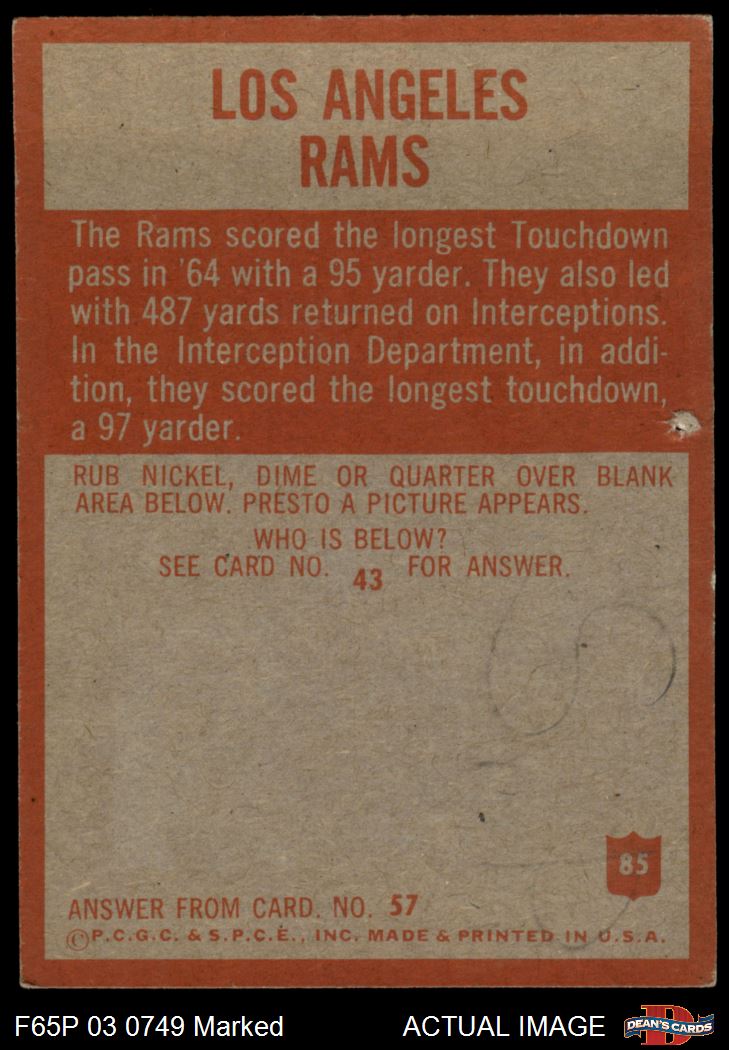 LOS ANGELES
RAMS
The Rams scored the longest Touchdown
pass in '64 with a 95 yarder. They also led
with 487 yards returned on Interceptions.
In the Interception Department, in addi-
tion, they scored the longest touchdown,
a 97 yarder.
RUB NICKEL, DIME OR QUARTER OVER BLANK
AREA BELOW. PRESTO A PICTURE APPEARS.
WHO IS BELOW?
SEE CARD NO. 43 FOR ANSWER.
85
ANSWER FROM CARD. NO. 57
©P.C.G.C. & S.P.C.E., INC. MADE & PRINTED IN U.S.A.
F65P 03 0749 Marked
ACTUAL IMAGE
D
DEAN'S CARDS